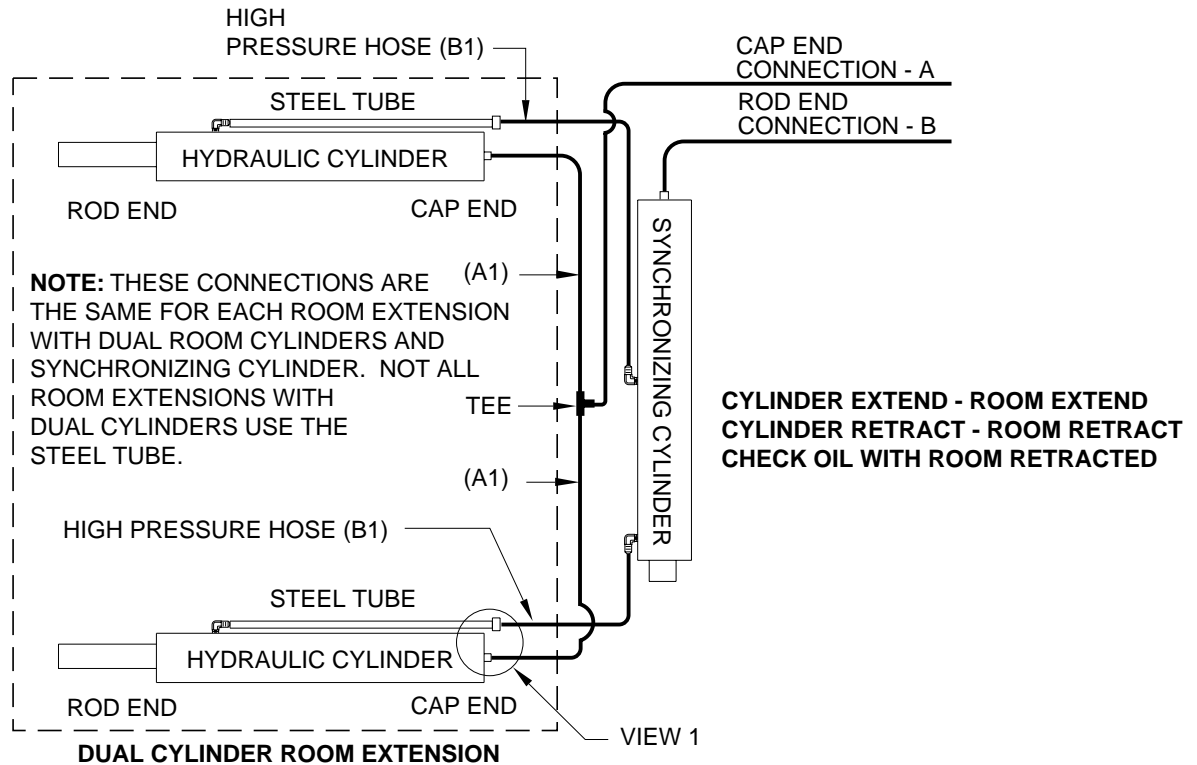 HIGH
PRESSURE HOSE (B1)
CAP END
CONNECTION - A
ROD END
CONNECTION - B
STEEL TUBE
HYDRAULIC CYLINDER
ROD END
CAP END
NOTE: THESE CONNECTIONS ARE
THE SAME FOR EACH ROOM EXTENSION
WITH DUAL ROOM CYLINDERS AND
SYNCHRONIZING CYLINDER. NOT ALL
ROOM EXTENSIONS WITH
DUAL CYLINDERS USE THE
STEEL TUBE.
(A1)
TEE
(A1)
SYNCHRONIZING CYLINDER
CYLINDER EXTEND - ROOM EXTEND
CYLINDER RETRACT - ROOM RETRACT
CHECK OIL WITH ROOM RETRACTED
HIGH PRESSURE HOSE (B1)
STEEL TUBE
HYDRAULIC CYLINDER
ROD END
CAP END
VIEW 1
DUAL CYLINDER ROOM EXTENSION